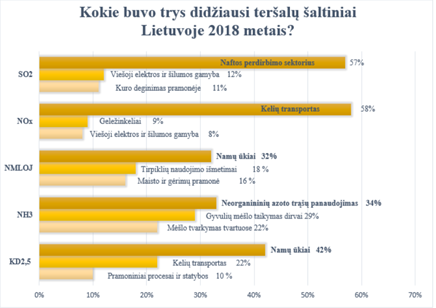 Kokie buvo trys didžiausi teršalų šaltiniai
Lietuvoje 2018 metais?
SO2
Naftos perdirbimo sektorius 57%
Viešoji elektros ir šilumos gamyba 12%
Kuro deginimas pramonėje 11%
NOx
Kelių transportas 58%
Geležinkeliai 9%
Viešoji elektros ir šilumos gamyba 8%
NMLOJ
Namų ūkiai 32%
Tirpiklių naudojimo išmetimai 18 %
Maisto ir gėrimų pramonė 16 %
NH3
Neorganininių azoto trąšų panaudojimas 34%
Gyvulių mėšlo taikymas dirvai 29%
Mėšlo tvarkymas tvartuose 22%
KD2,5
Namų ūkiai 42%
Kelių transportas 22%
Pramoniniai procesai ir statybos 10 %
0% 10% 20% 30% 40% 50% 60% 70%